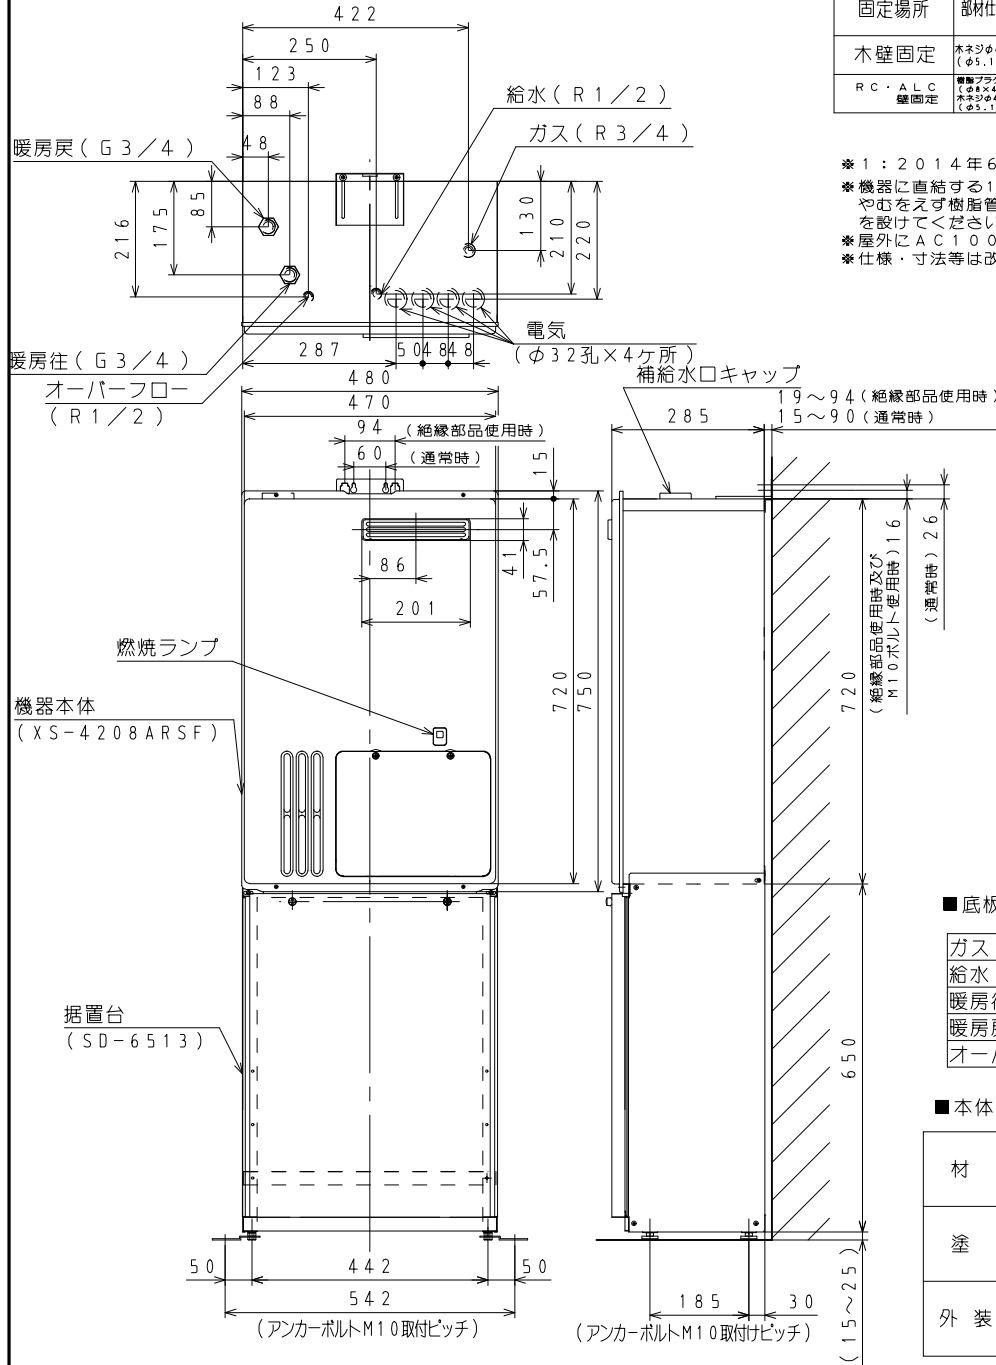 422
250
123
88
48
暖房戻(G3/4)
給水(R1/2)
ガス(R3/4)
216
175
85
130
210
220
暖房往(G3/4)
オーバーフロー
(R1/2)
287
50 48 48
電気
(φ32孔×4ケ所)
固定場所
部材仕
木壁固定
RC・ALC
壁固定
※1:2014年6
※機器に直結する1
やむをえず樹脂管
を設けてください
※屋外にAC100
※仕様・寸法等は改
480
470
94 (絶縁部品使用時)
60 (通常時)
補給水口キャップ
19~94(絶縁部品使用時)
15~90(通常時)
285
15
41
57.5
86
201
燃焼ランプ
機器本体
(XS-4208ARSF)
720
750
720
(絶縁部品使用時及び
M10ボルト使用時)16
(通常時)26
据置台
(SD-6513)
650
■底板
ガス
給水
暖房往
暖房戻
オーバ
■本体
材
塗
外装
50
442
50
542
(アンカーボルトM10取付ピッチ)
185
30
(アンカーボルトM10取付けピッチ)
(15~25)